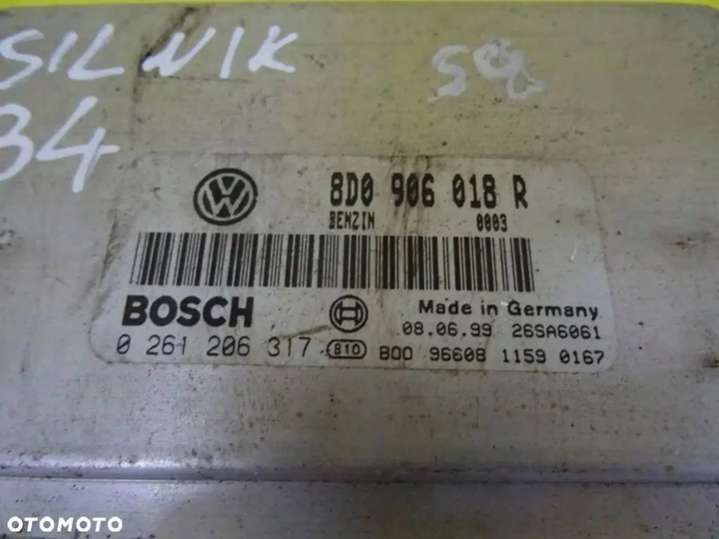 SILNIK
34
8D0 906 018 R
BENZIN 0003
BOSCH
Made in Germany
08.06.99 26SA6061
0 261 206 317 810 800 96608 1159 0167
OTOMOTO